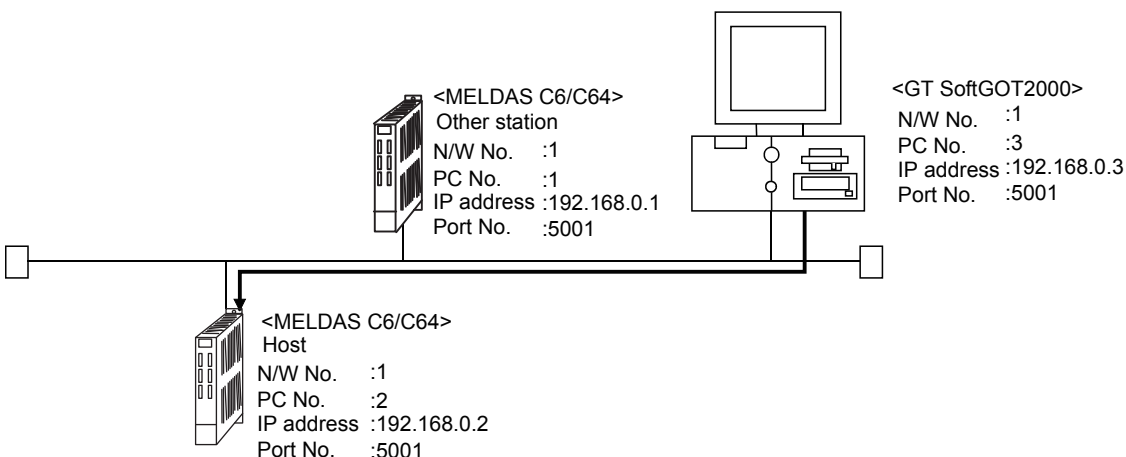 <MELDAS C6/C64>
Other station
N/W No. :1
PC No. :1
IP address :192.168.0.1
Port No. :5001
<GT SoftGOT2000>
N/W No. :1
PC No. :3
IP address :192.168.0.3
Port No. :5001
<MELDAS C6/C64>
Host
N/W No. :1
PC No. :2
IP address :192.168.0.2
Port No. :5001